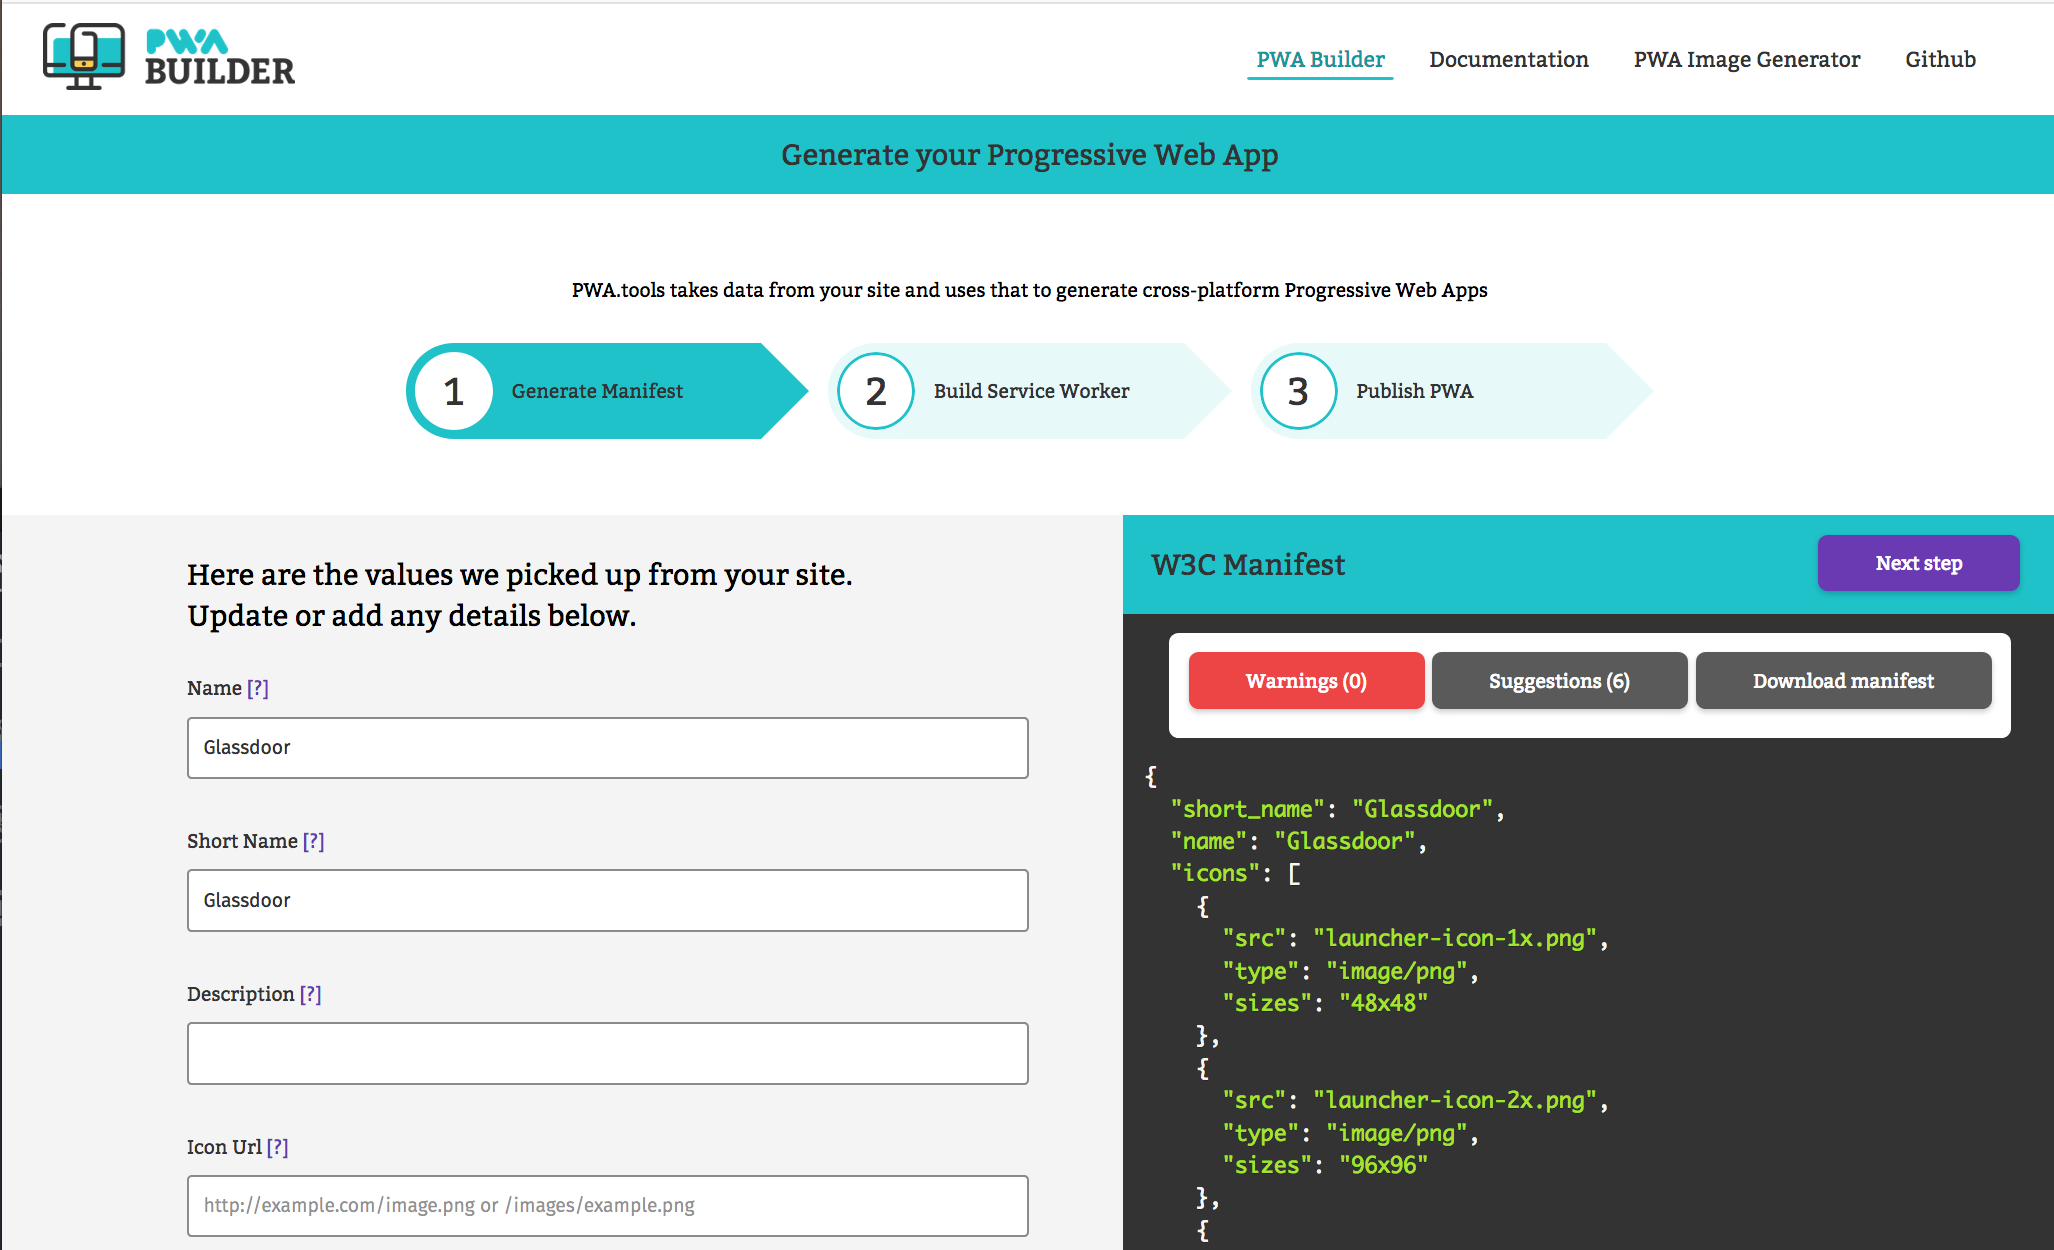 PWA
BUILDER
PWA Builder
Documentation
PWA Image Generator
Github
Generate your Progressive Web App
PWA.tools takes data from your site and uses that to generate cross-platform Progressive Web Apps
1
Generate Manifest
2
Build Service Worker
3
Publish PWA
Here are the values we picked up from your site.
Update or add any details below.
Name [?]
Glassdoor
Short Name [?]
Glassdoor
Description [?]
Icon Url [?]
http://example.com/image.png or /images/example.png
W3C Manifest
Next step
Warnings (0)
Suggestions (6)
Download manifest
{
"short_name": "Glassdoor",
"name": "Glassdoor",
"icons": [
{
"src": "launcher-icon-1x.png",
"type": "image/png",
"sizes": "48x48"
},
{
"src": "launcher-icon-2x.png",
"type": "image/png",
"sizes": "96x96"
},
{